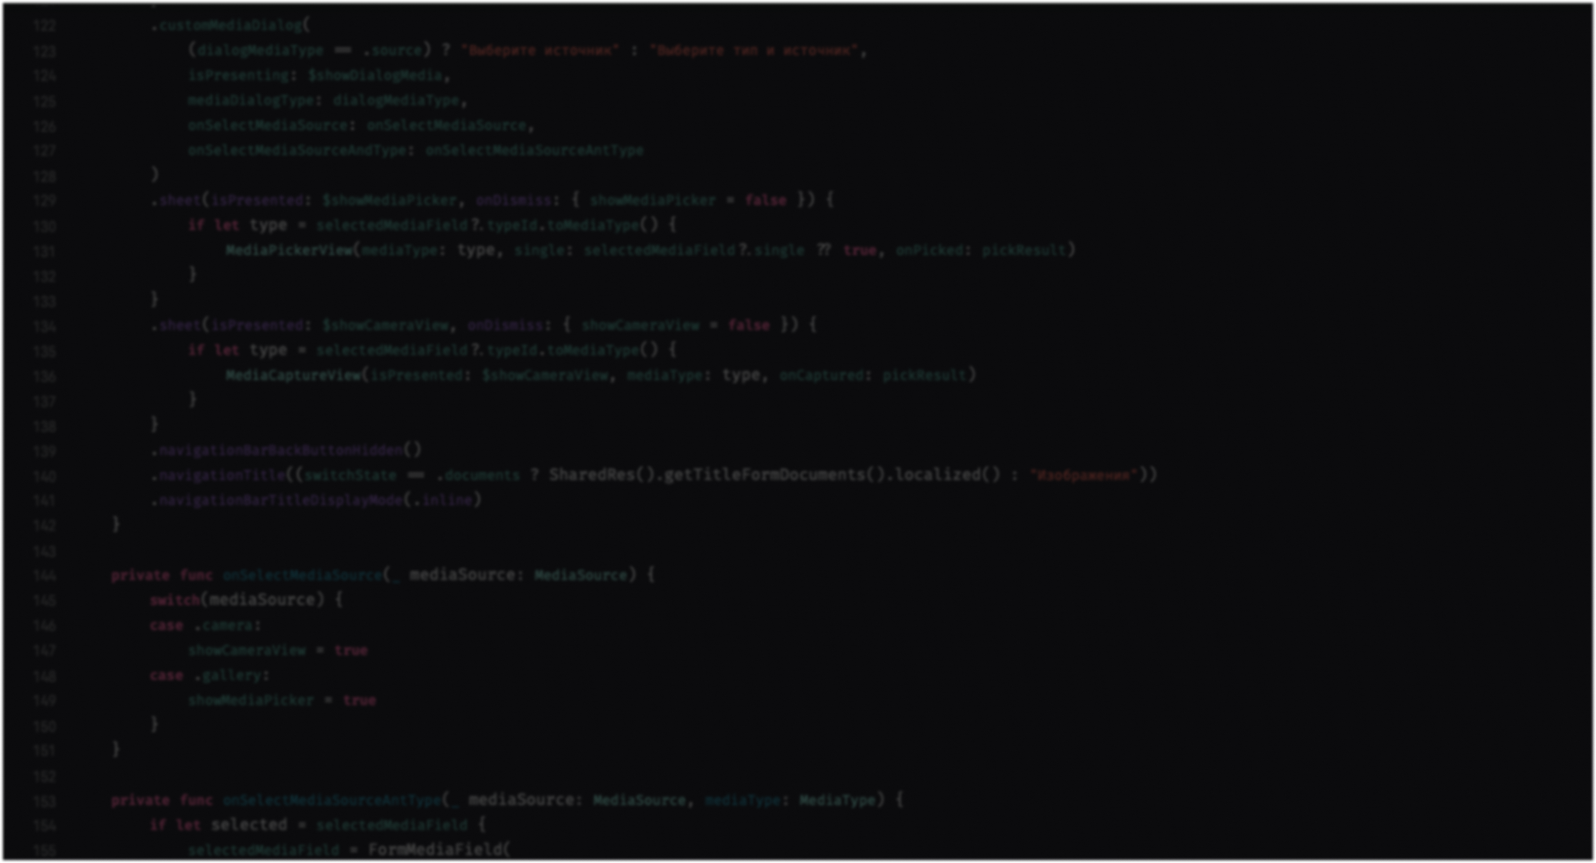 122 .customMediaDialog(
123 (dialogMediaType == .source) ? "Выберите источник" : "Выберите тип и источник",
124 isPresenting: $showDialogMedia,
125 mediaDialogType: dialogMediaType,
126 onSelectMediaSource: onSelectMediaSource,
127 onSelectMediaSourceAndType: onSelectMediaSourceAntType
128 )
129 .sheet(isPresented: $showMediaPicker, onDismiss: { showMediaPicker = false }) {
130 if let type = selectedMediaField?.typeId.toMediaType() {
131 MediaPickerView(mediaType: type, single: selectedMediaField?.single ?? true, onPicked: pickResult)
132 }
133 }
134 .sheet(isPresented: $showCameraView, onDismiss: { showCameraView = false }) {
135 if let type = selectedMediaField?.typeId.toMediaType() {
136 MediaCaptureView(isPresented: $showCameraView, mediaType: type, onCaptured: pickResult)
137 }
138 }
139 .navigationBarBackButtonHidden()
140 .navigationTitle((switchState == .documents ? SharedRes().getTitleFormDocuments().localized() : "Изображения"))
141 .navigationBarTitleDisplayMode(.inline)
142 }
143
144 private func onSelectMediaSource(_ mediaSource: MediaSource) {
145 switch(mediaSource) {
146 case .camera:
147 showCameraView = true
148 case .gallery:
149 showMediaPicker = true
150 }
151 }
152
153 private func onSelectMediaSourceAntType(_ mediaSource: MediaSource, mediaType: MediaType) {
154 if let selected = selectedMediaField {
155 selectedMediaField = FormMediaField(